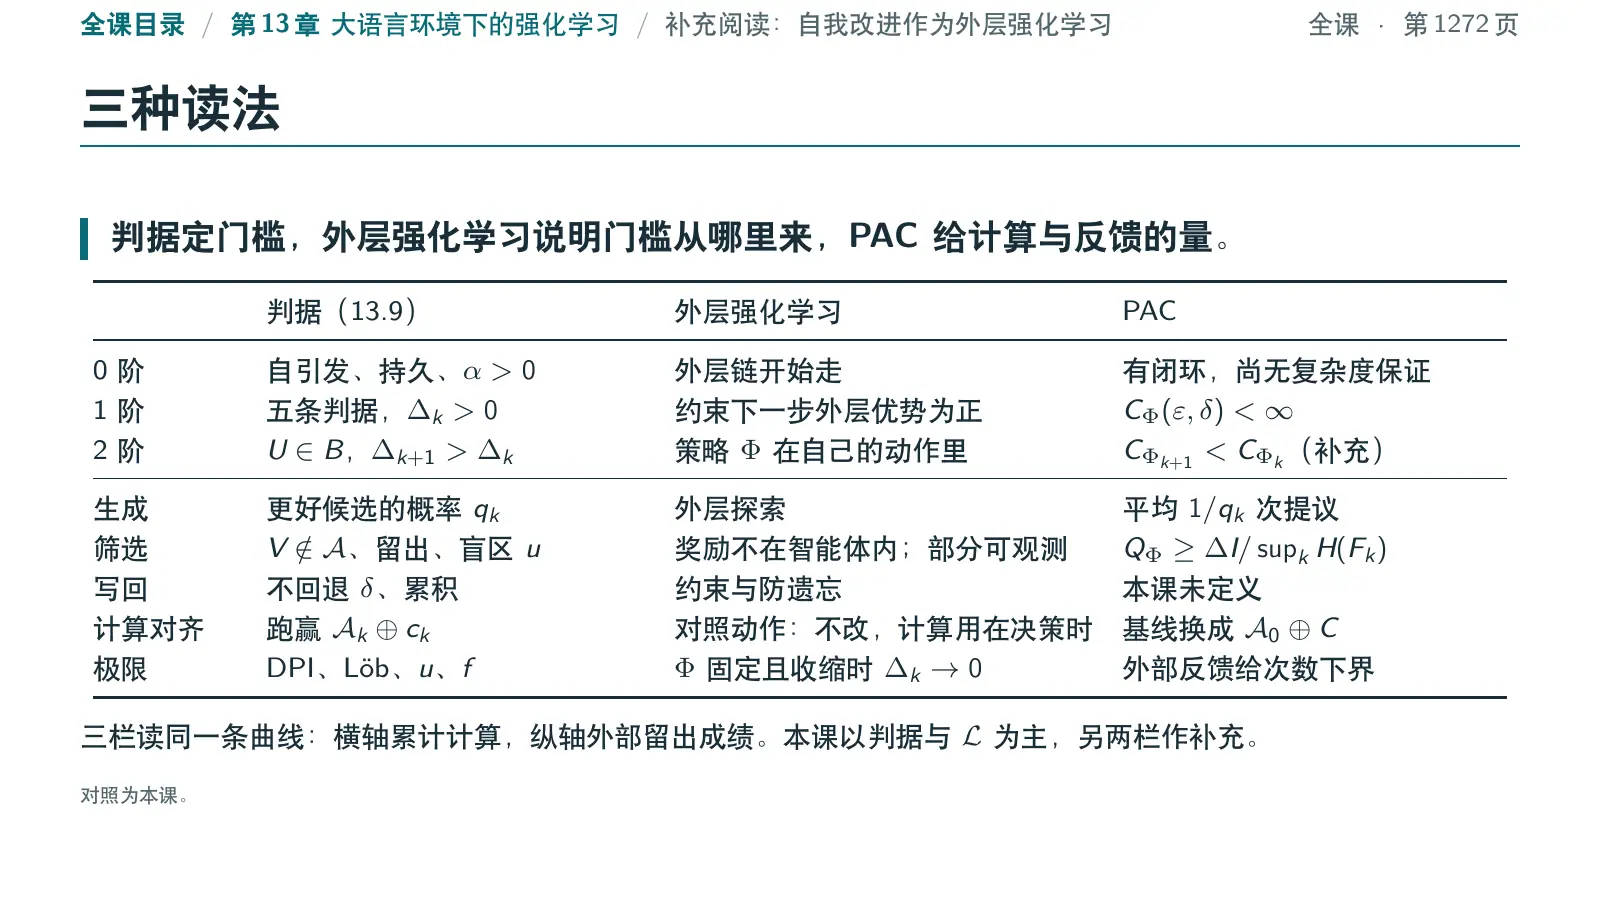 全课目录 / 第 13 章 大语言环境下的强化学习 / 补充阅读：自我改进作为外层强化学习 全课 · 第 1272 页
三种读法
判据定门槛，外层强化学习说明门槛从哪里来，PAC 给计算与反馈的量。
判据（13.9） 外层强化学习 PAC
0 阶 自引发、持久、α > 0 外层链开始走 有闭环，尚无复杂度保证
1 阶 五条判据，Δₖ > 0 约束下一步外层优势为正 C_Φ(ε, δ) < ∞
2 阶 U ∈ B，Δₖ₊₁ > Δₖ 策略 Φ 在自己的动作里 C_{Φₖ₊₁} < C_{Φₖ}（补充）
生成 更好候选的概率 qₖ 外层探索 平均 1/qₖ 次提议
筛选 V ∉ 𝒜、留出、盲区 u 奖励不在智能体内；部分可观测 Q_Φ ≥ ΔI/ supₖ H(Fₖ)
写回 不回退 δ、累积 约束与防遗忘 本课未定义
计算对齐 跑赢 𝒜ₖ ⊕ cₖ 对照动作：不改，计算用在决策时 基线换成 𝒜₀ ⊕ C
极限 DPI、Löb、u、f Φ 固定且收缩时 Δₖ → 0 外部反馈给次数下界
三栏读同一条曲线：横轴累计计算，纵轴外部留出成绩。本课以判据与 ℒ 为主，另两栏作补充。
对照为本课。